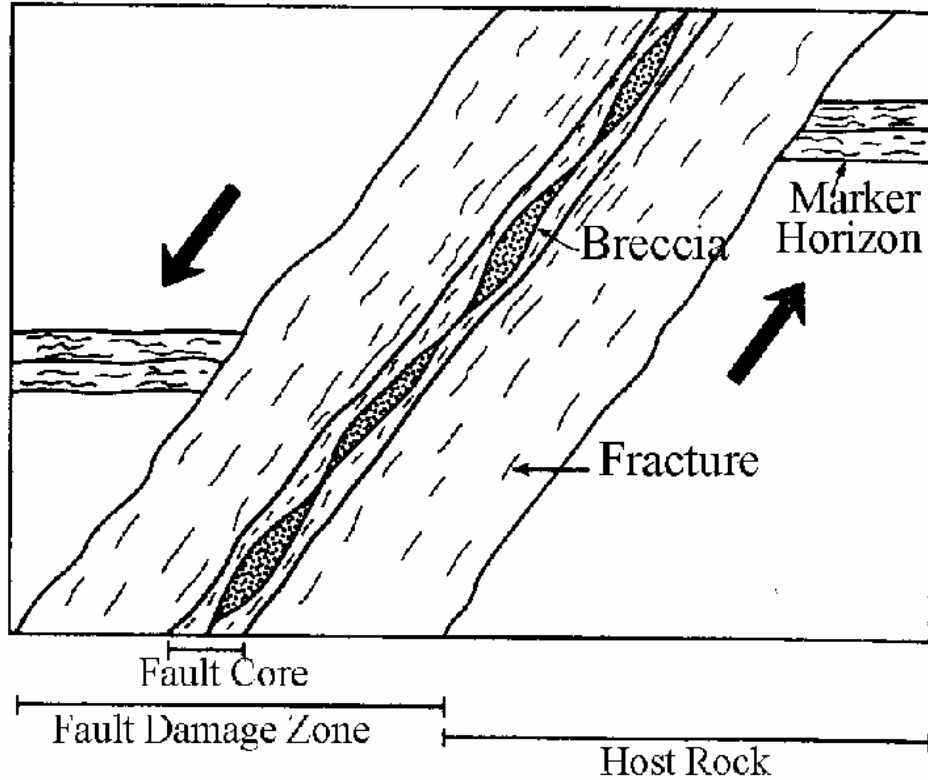 Marker
Horizon
Breccia
Fracture
Fault Core
Fault Damage Zone
Host Rock